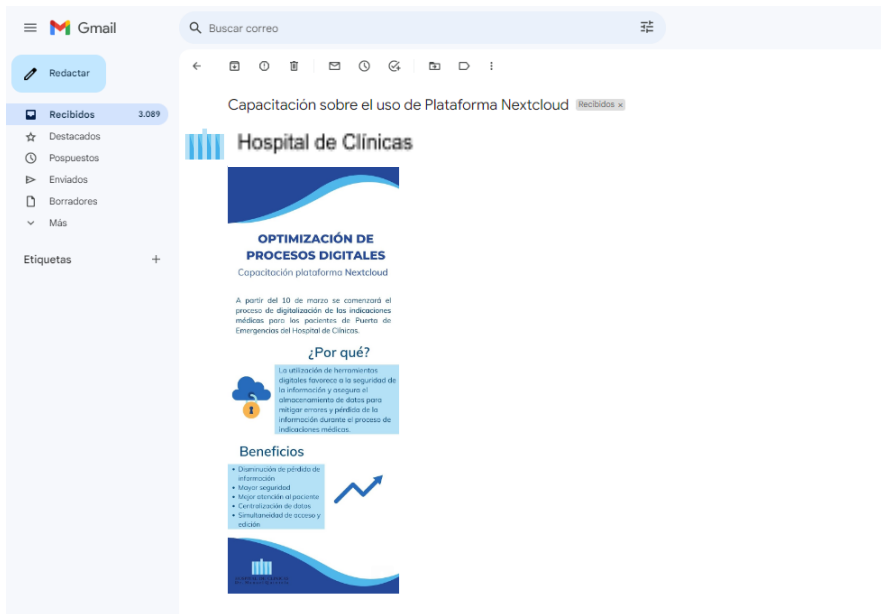 Gmail
Buscar correo
Redactar
Recibidos 3.089
Destacados
Pospuestos
Enviados
Borradores
Más
Etiquetas +
Capacitación sobre el uso de Plataforma Nextcloud Recibidos x
Hospital de Clínicas
OPTIMIZACIÓN DE
PROCESOS DIGITALES
Capacitación plataforma Nextcloud
A partir del 10 de marzo se comenzará el
proceso de digitalización de las indicaciones
médicas para los pacientes de Puerta de
Emergencias del Hospital de Clínicas.
¿Por qué?
La utilización de herramientas
digitales favorece a la seguridad de
la información y asegura el
almacenamiento de datos para
mitigar errores y pérdida de la
información durante el proceso de
indicaciones médicas.
Beneficios
• Disminución de pérdida de
información
• Mayor seguridad
• Mejor atención al paciente
• Centralización de datos
• Simultaneidad de acceso y
edición